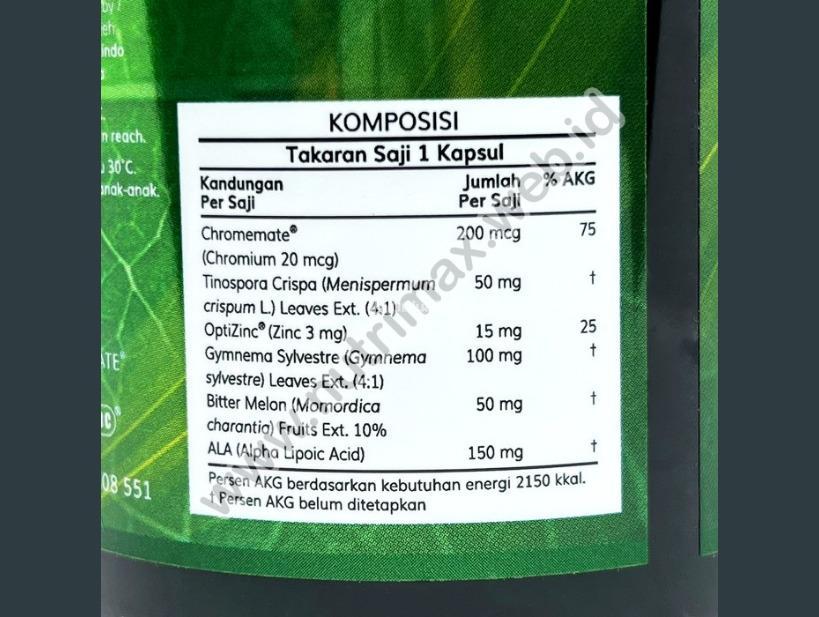 by /
eh
indo
n reach.
30°C.
anak-anak.
ATE®
08 551
KOMPOSISI
Takaran Saji 1 Kapsul
Kandungan Per Saji Jumlah Per Saji % AKG
Chromemate® 200 mcg 75
(Chromium 20 mcg)
Tinospora Crispa (Menispermum 50 mg †
crispum L.) Leaves Ext. (4:1)
OptiZinc® (Zinc 3 mg) 15 mg 25
Gymnema Sylvestre (Gymnema 100 mg †
sylvestre) Leaves Ext. (4:1)
Bitter Melon (Momordica 50 mg †
charantia) Fruits Ext. 10%
ALA (Alpha Lipoic Acid) 150 mg †
Persen AKG berdasarkan kebutuhan energi 2150 kkal.
† Persen AKG belum ditetapkan
www.nutrimax.web.id